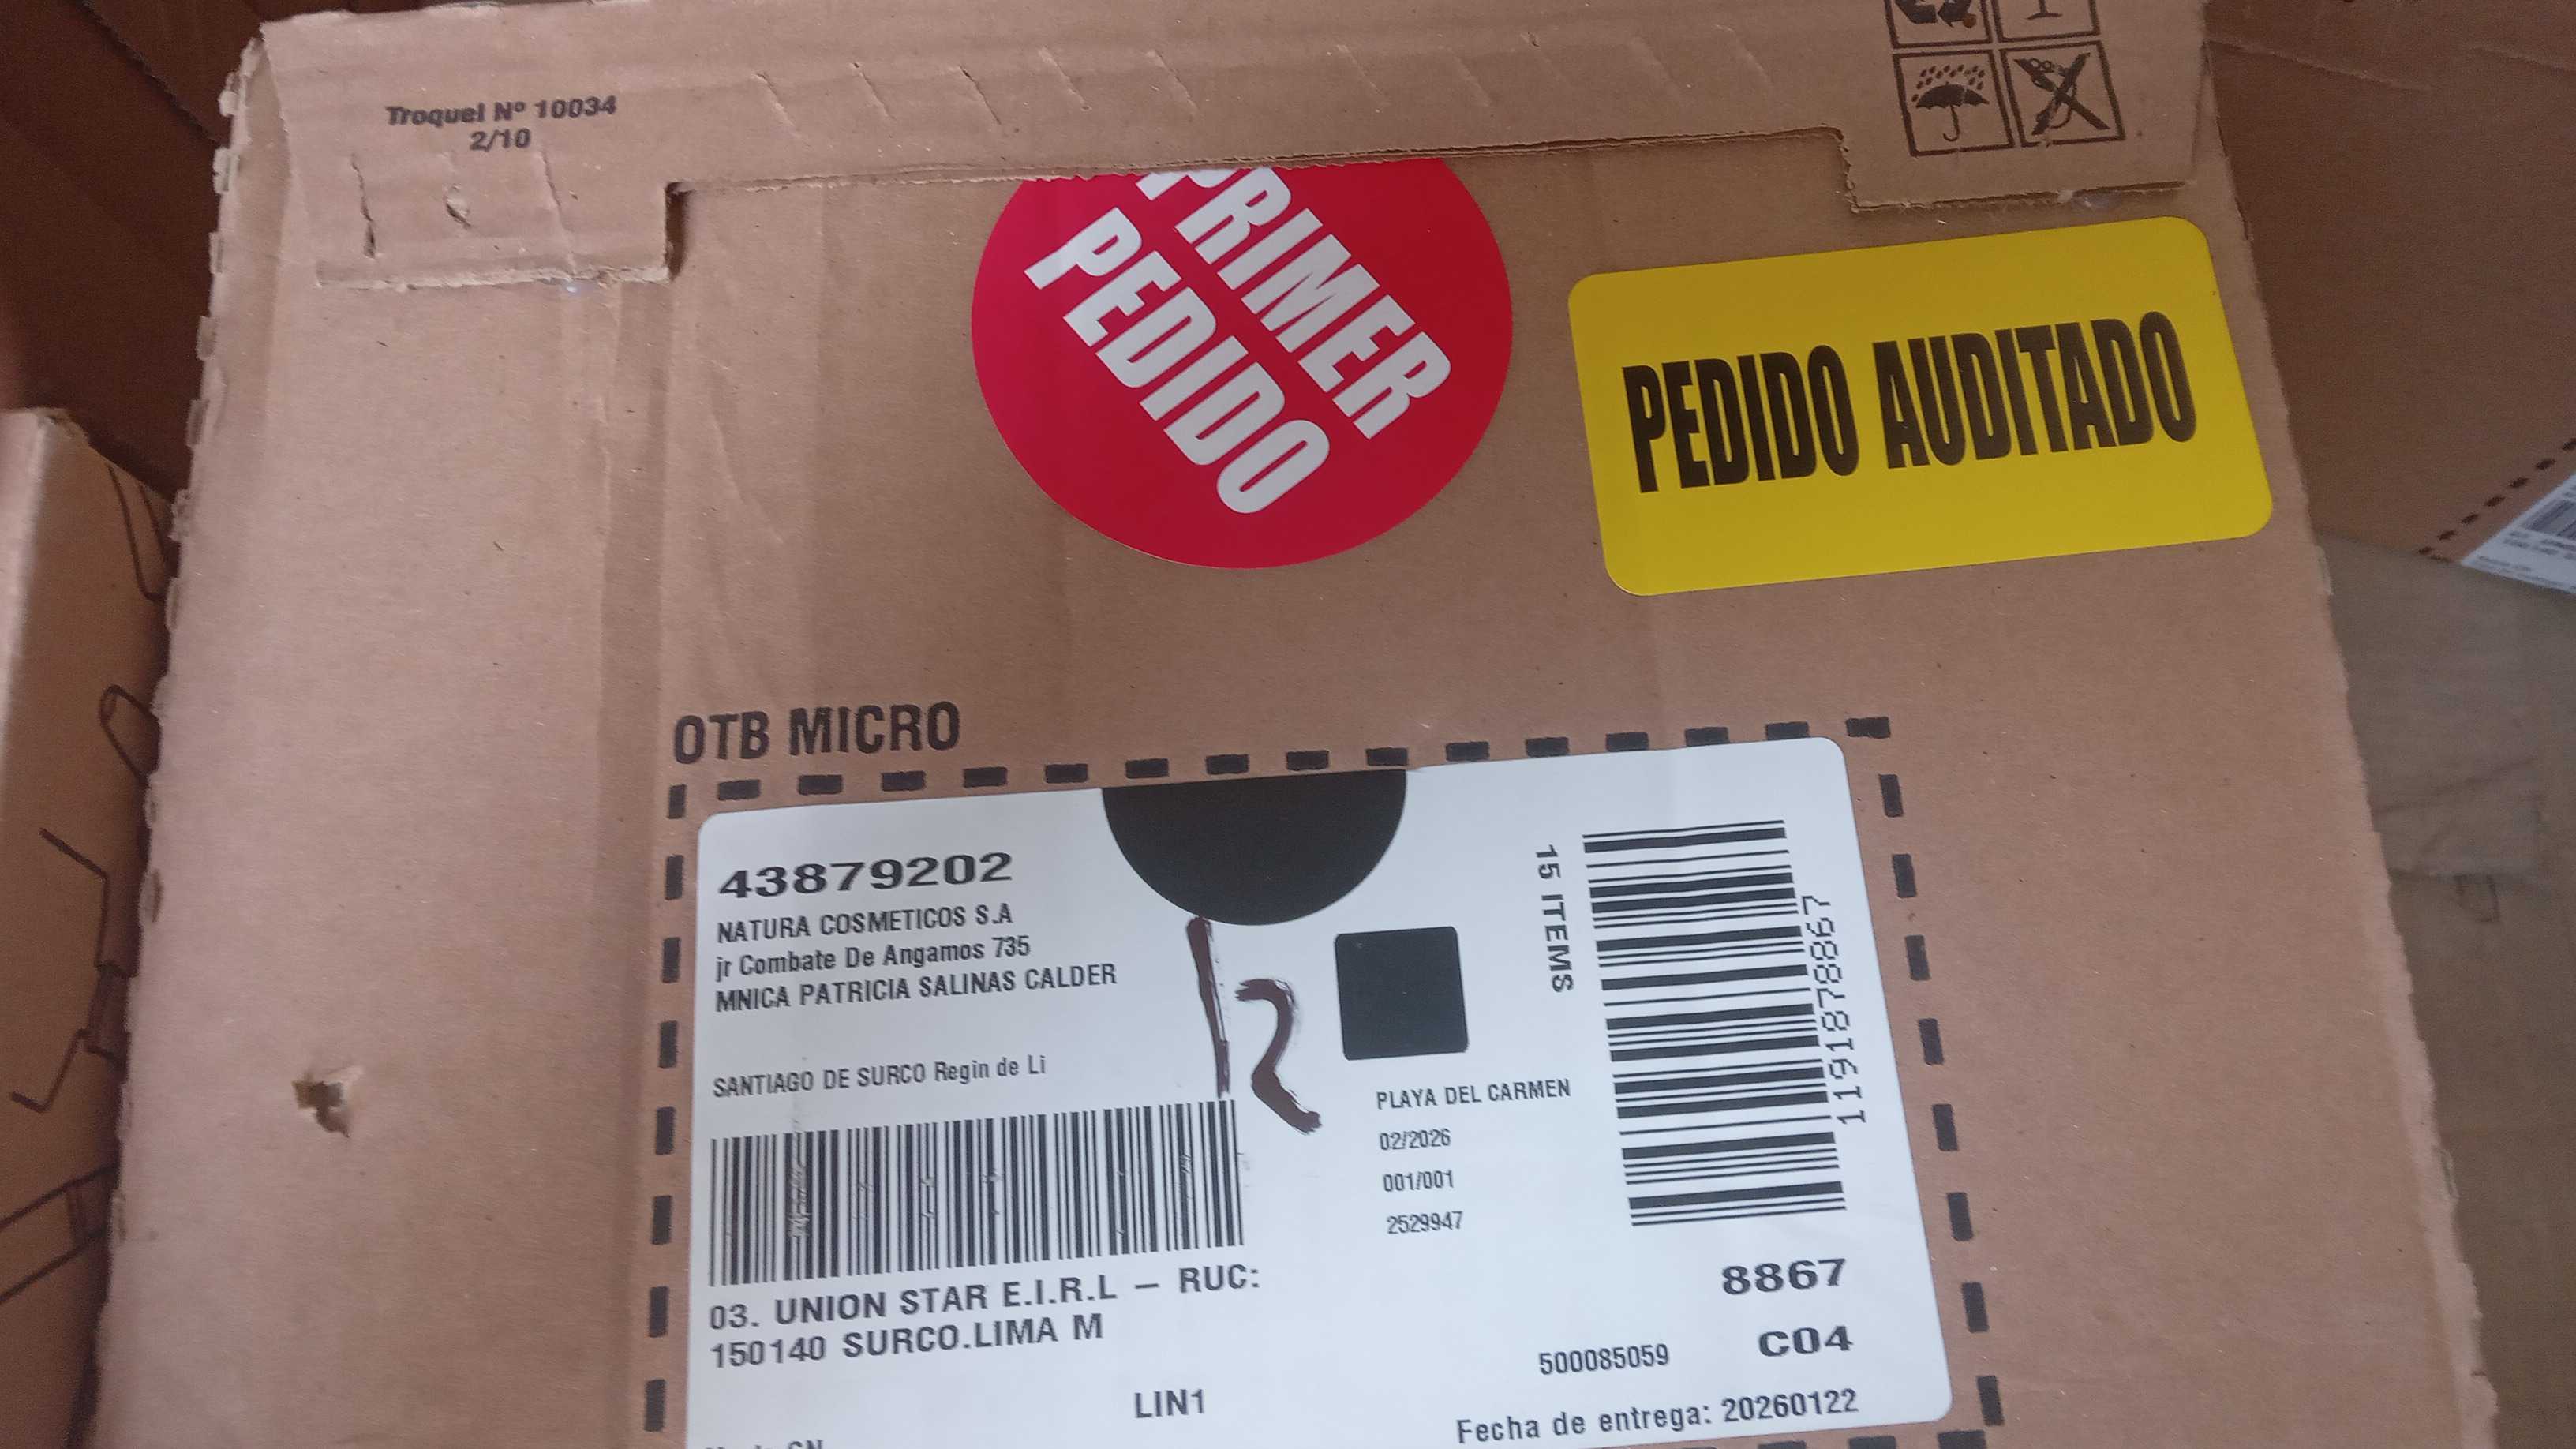 Troquel Nº 10034
2/10
PRIMER
PEDIDO
PEDIDO AUDITADO
OTB MICRO
43879202
NATURA COSMETICOS S.A
jr Combate De Angamos 735
MNICA PATRICIA SALINAS CALDER
SANTIAGO DE SURCO Regin de Li
12
15 ITEMS
11918788867
PLAYA DEL CARMEN
02/2026
001/001
2529947
03. UNION STAR E.I.R.L – RUC:
150140 SURCO.LIMA M
8867
500085059 C04
LIN1
Fecha de entrega: 20260122